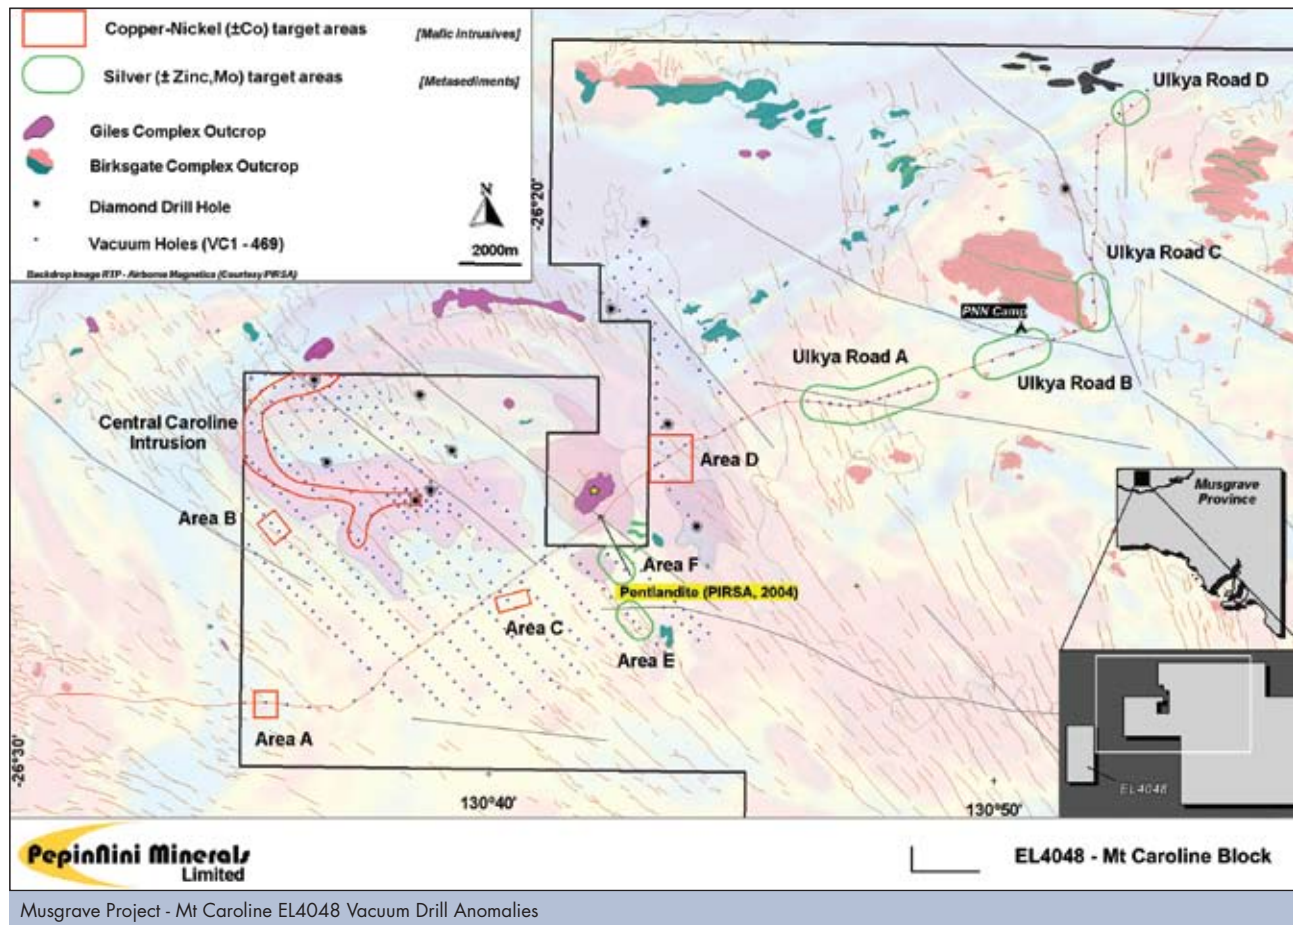 Copper-Nickel (±Co) target areas [Mafic Intrusives]
Silver (± Zinc,Mo) target areas [Metasediments]
Giles Complex Outcrop
Birksgate Complex Outcrop
Diamond Drill Hole
Vacuum Holes (VC1 - 469)
Backdrop Image RTP - Airborne Magnetics (Courtesy PIRSA)
N
2000m
-26°20'
Ulkya Road D
Ulkya Road C
PNN Camp
Ulkya Road A
Ulkya Road B
Central Caroline
Intrusion
Area D
Area B
Area F
Pentlandite (PIRSA, 2004)
Area C
Area E
Area A
Musgrave
Province
EL4048
-26°30'
130°40'
130°50'
PepinNini Minerals
Limited
EL4048 - Mt Caroline Block
Musgrave Project - Mt Caroline EL4048 Vacuum Drill Anomalies